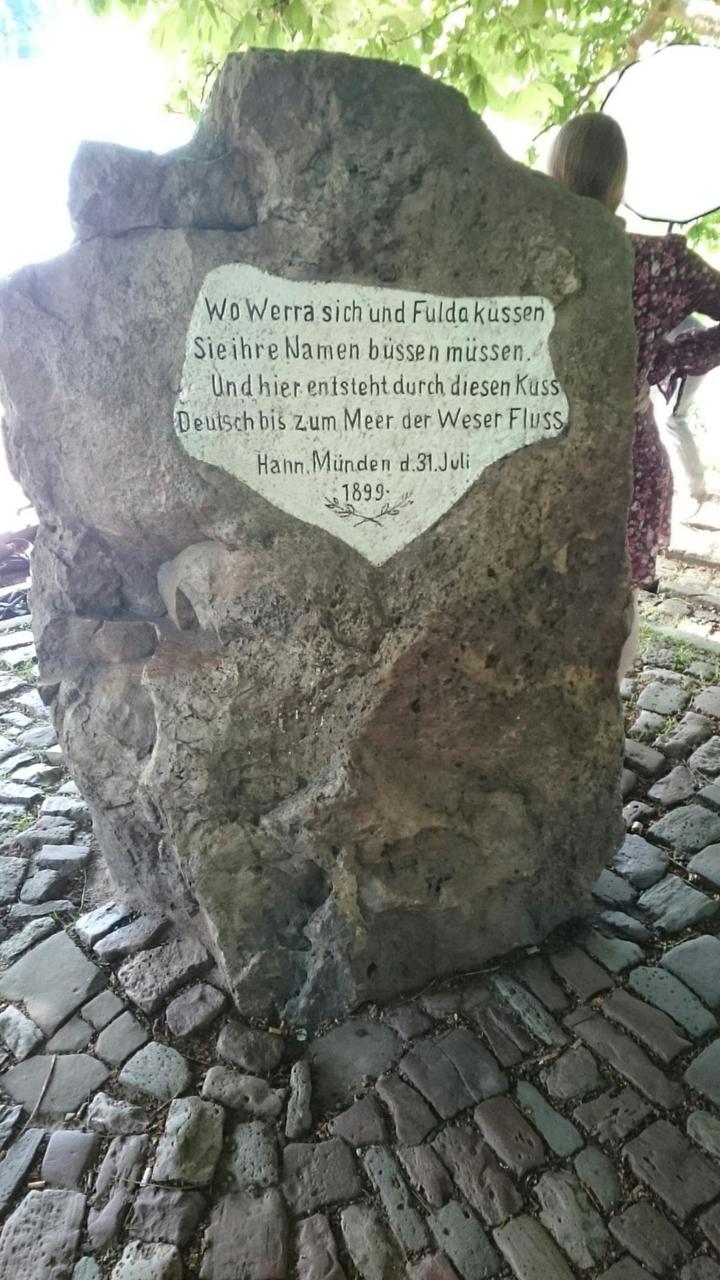 Wo Werra sich und Fulda küssen
Sie ihre Namen büssen müssen.
Und hier entsteht durch diesen Kuss
Deutsch bis zum Meer der Weser Fluss.
Hann. Münden d. 31. Juli
1899.